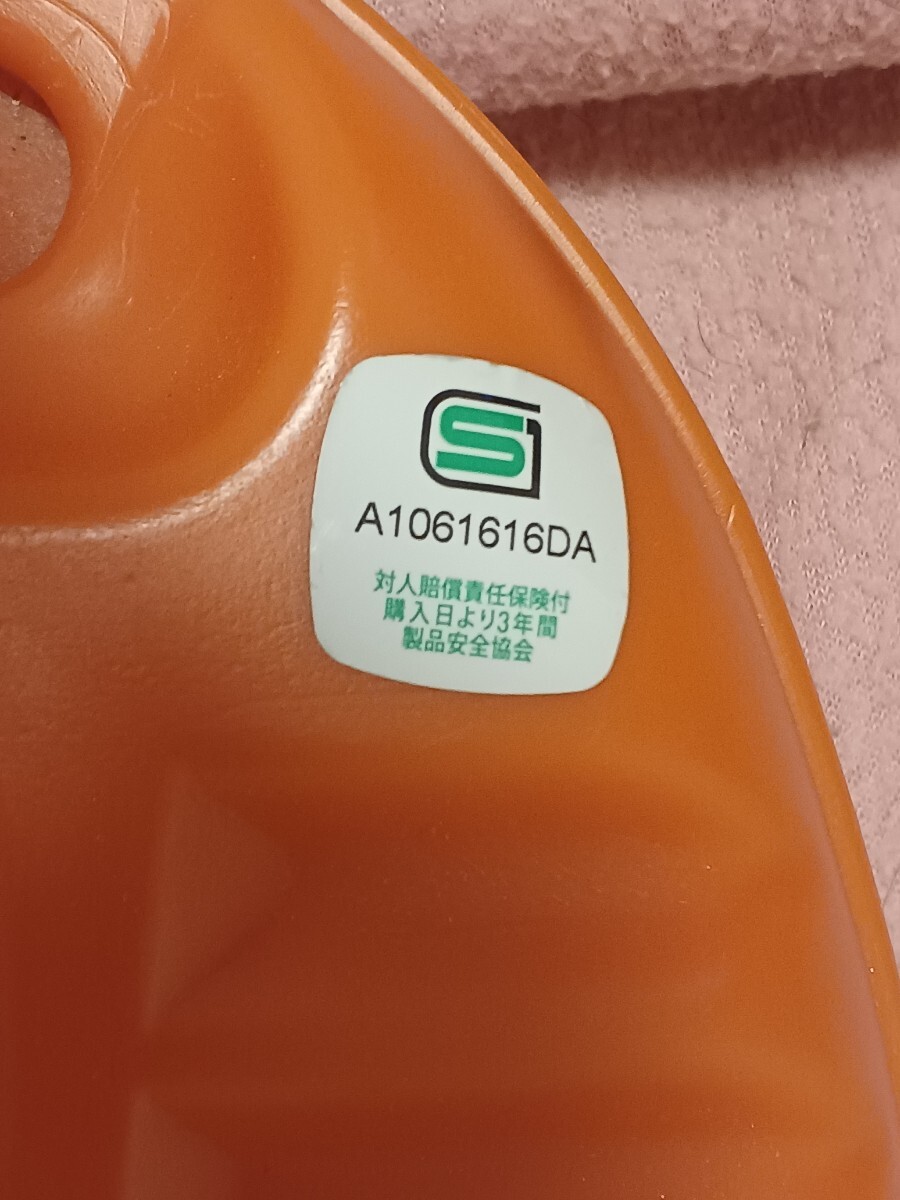 SG
A1061616DA
対人賠償責任保険付
購入日より3年間
製品安全協会